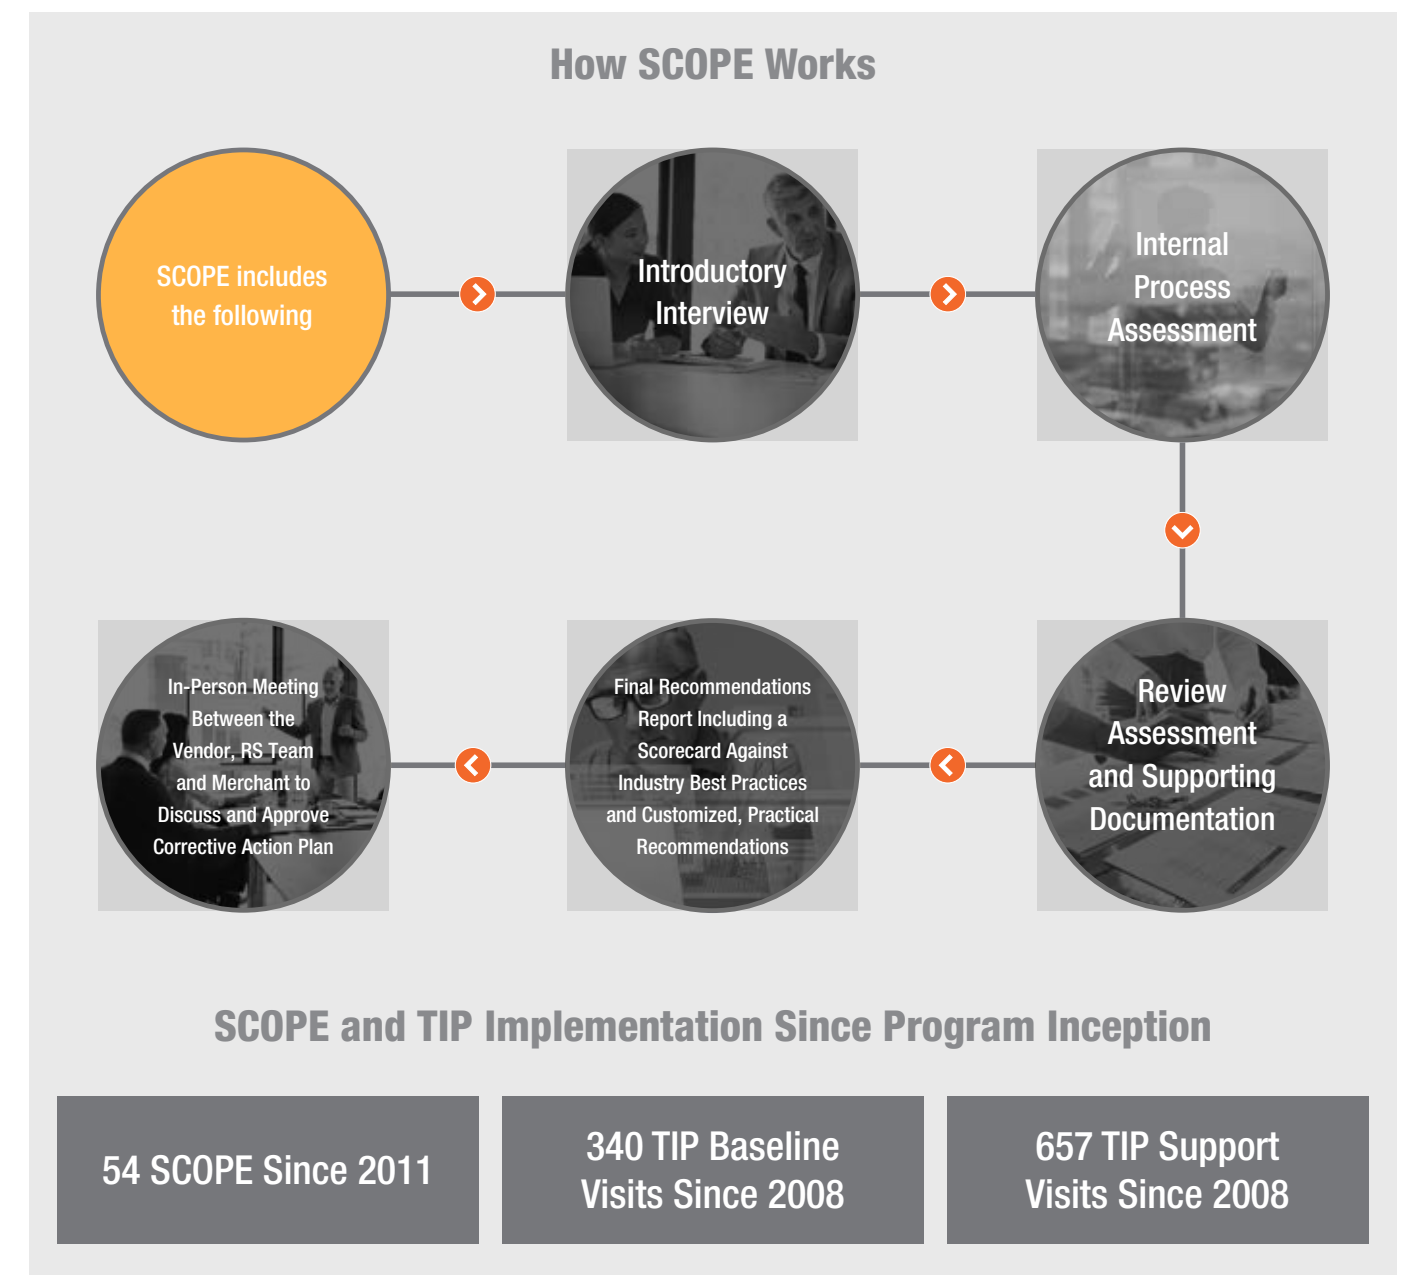 How SCOPE Works
SCOPE includes
the following
Introductory
Interview
Internal
Process
Assessment
Review
Assessment
and Supporting
Documentation
Final Recommendations
Report Including a
Scorecard Against
Industry Best Practices
and Customized, Practical
Recommendations
In-Person Meeting
Between the
Vendor, RS Team
and Merchant to
Discuss and Approve
Corrective Action Plan
SCOPE and TIP Implementation Since Program Inception
54 SCOPE Since 2011
340 TIP Baseline
Visits Since 2008
657 TIP Support
Visits Since 2008